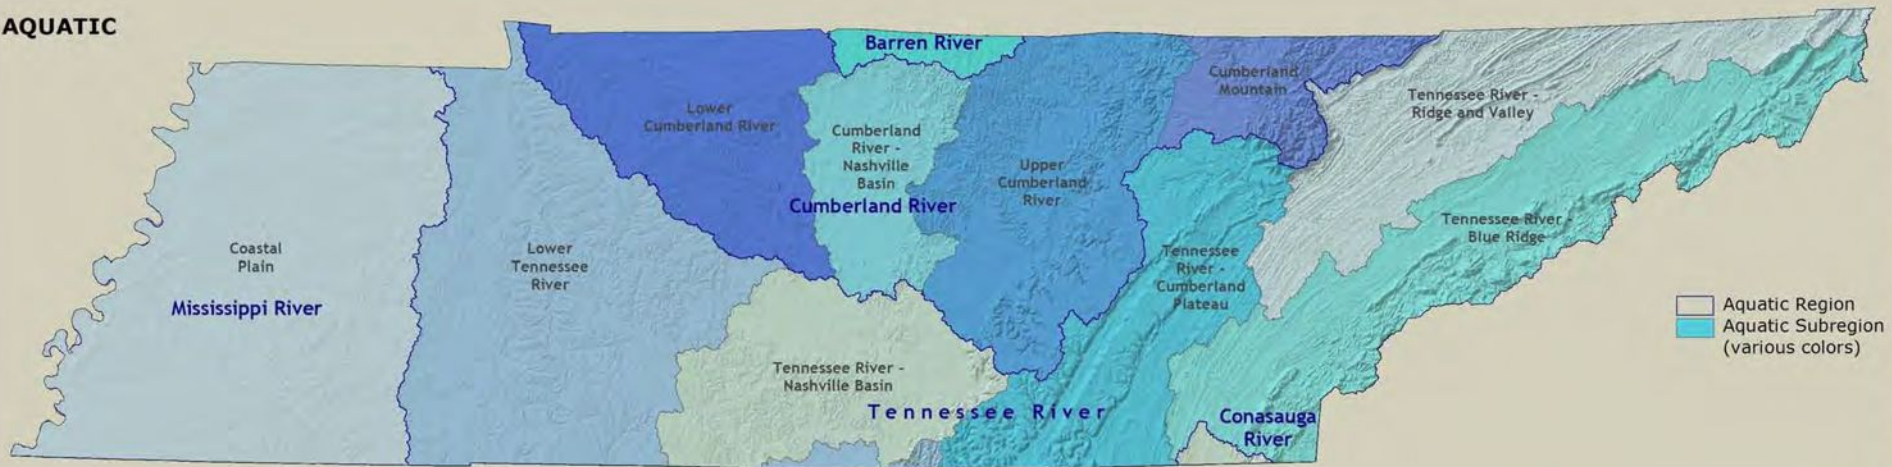 AQUATIC
Barren River
Cumberland
Mountain
Tennessee River -
Ridge and Valley
Lower
Cumberland River
Cumberland
River -
Nashville
Basin
Upper
Cumberland
River
Cumberland River
Coastal
Plain
Mississippi River
Lower
Tennessee
River
Tennessee
River -
Cumberland
Plateau
Tennessee River -
Blue Ridge
Tennessee River -
Nashville Basin
Tennessee River
Conasauga
River
Aquatic Region
Aquatic Subregion
(various colors)